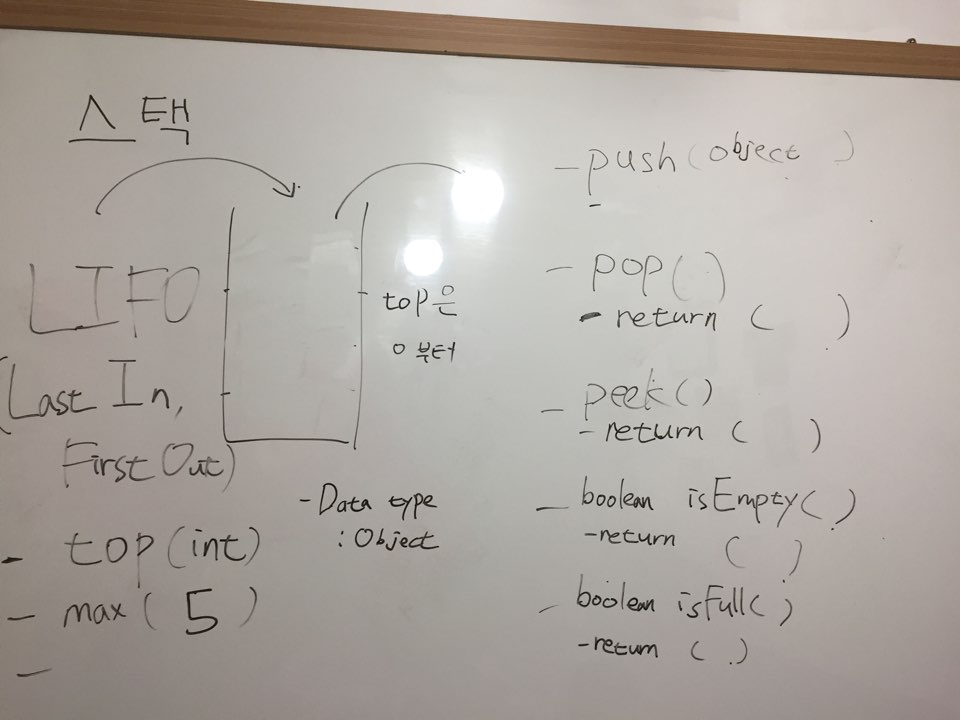 스택
LIFO
(Last In,
First Out)
- top(int)
- max( 5 )
-
top은
0 부터
- Data type
: Object
- push(object )
-
- pop()
- return ( )
- peek()
- return ( )
- boolean isEmpty( )
- return ( )
- boolean isFull( )
- return ( )